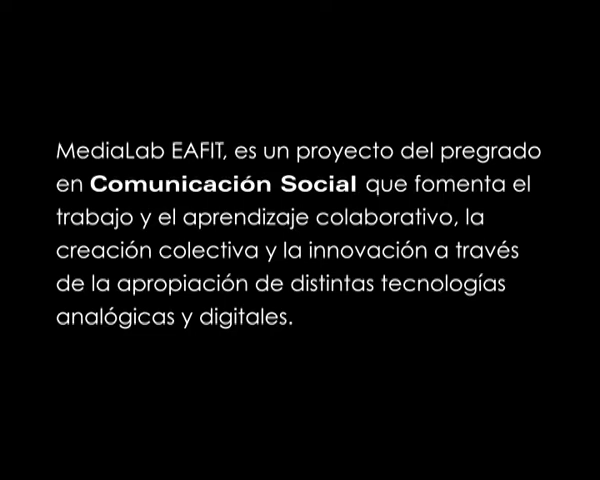 MediaLab EAFIT, es un proyecto del pregrado
en Comunicación Social que fomenta el
trabajo y el aprendizaje colaborativo, la
creación colectiva y la innovación a través
de la apropiación de distintas tecnologías
analógicas y digitales.